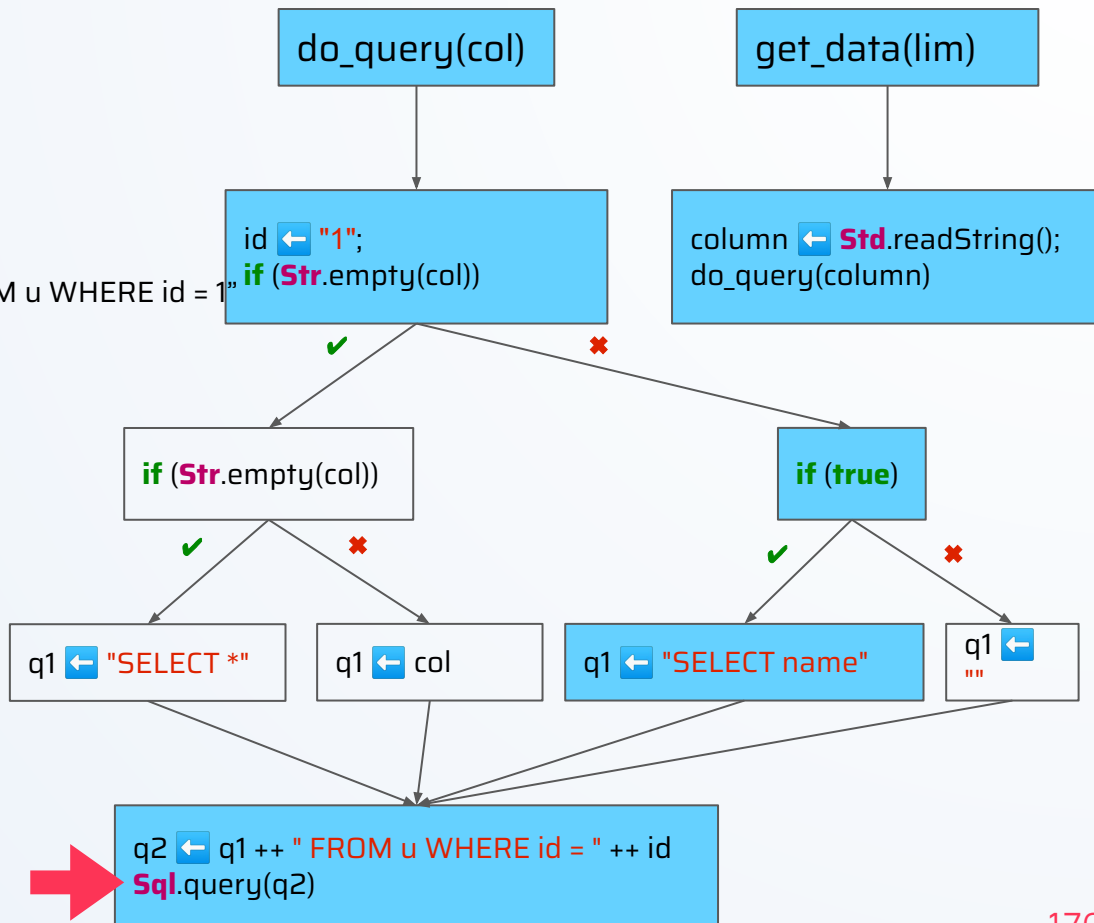 do_query(col)
get_data(lim)
id ⬅ "1";
if (Str.empty(col))
column ⬅ Std.readString();
do_query(column)
M u WHERE id = 1”
✔
✖
if (Str.empty(col))
if (true)
✔
✖
✔
✖
q1 ⬅ "SELECT *"
q1 ⬅ col
q1 ⬅ "SELECT name"
q1 ⬅
""
q2 ⬅ q1 ++ " FROM u WHERE id = " ++ id
Sql.query(q2)